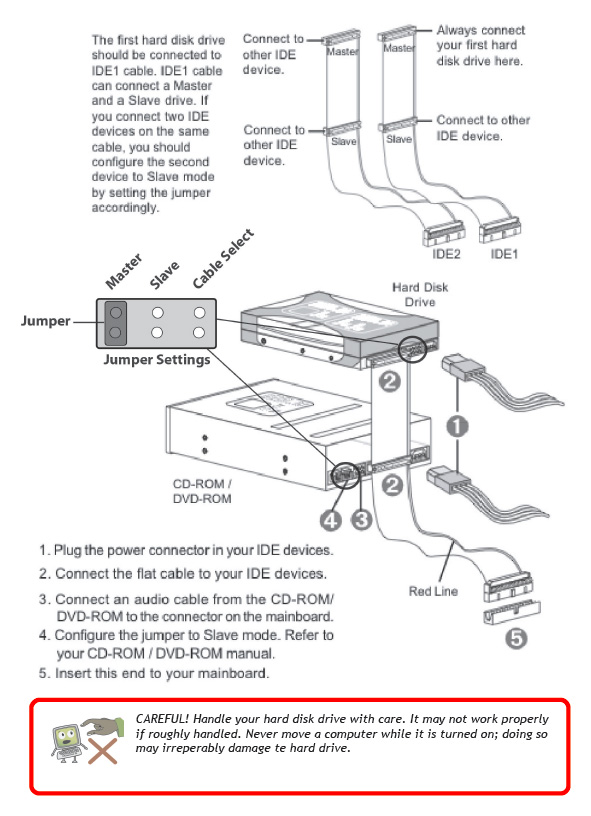 The first hard disk drive
should be connected to
IDE1 cable. IDE1 cable
can connect a Master
and a Slave drive. If
you connect two IDE
devices on the same
cable, you should
configure the second
device to Slave mode
by setting the jumper
accordingly.
Connect to
other IDE
device.
Master
Master
Always connect
your first hard
disk drive here.
Connect to
other IDE
device.
Slave
Slave
Connect to other
IDE device.
IDE2
IDE1
Master
Slave
Cable Select
Jumper
Jumper Settings
Hard Disk
Drive
2
1
CD-ROM /
DVD-ROM
2
4
3
Red Line
5
1. Plug the power connector in your IDE devices.
2. Connect the flat cable to your IDE devices.
3. Connect an audio cable from the CD-ROM/
DVD-ROM to the connector on the mainboard.
4. Configure the jumper to Slave mode. Refer to
your CD-ROM / DVD-ROM manual.
5. Insert this end to your mainboard.
CAREFUL! Handle your hard disk drive with care. It may not work properly
if roughly handled. Never move a computer while it is turned on; doing so
may irreperably damage te hard drive.